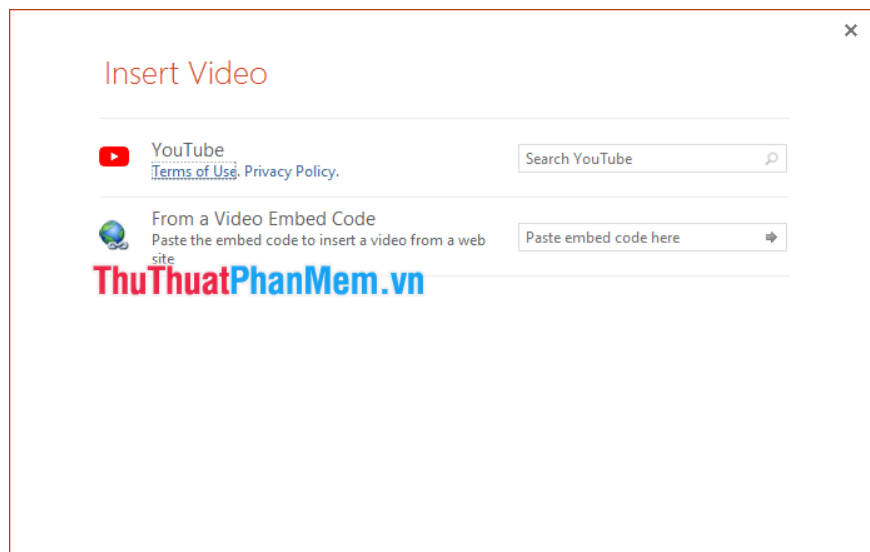 Insert Video
YouTube
Terms of Use. Privacy Policy.
Search YouTube
From a Video Embed Code
Paste the embed code to insert a video from a web
site
Paste embed code here
ThuThuatPhanMem.vn